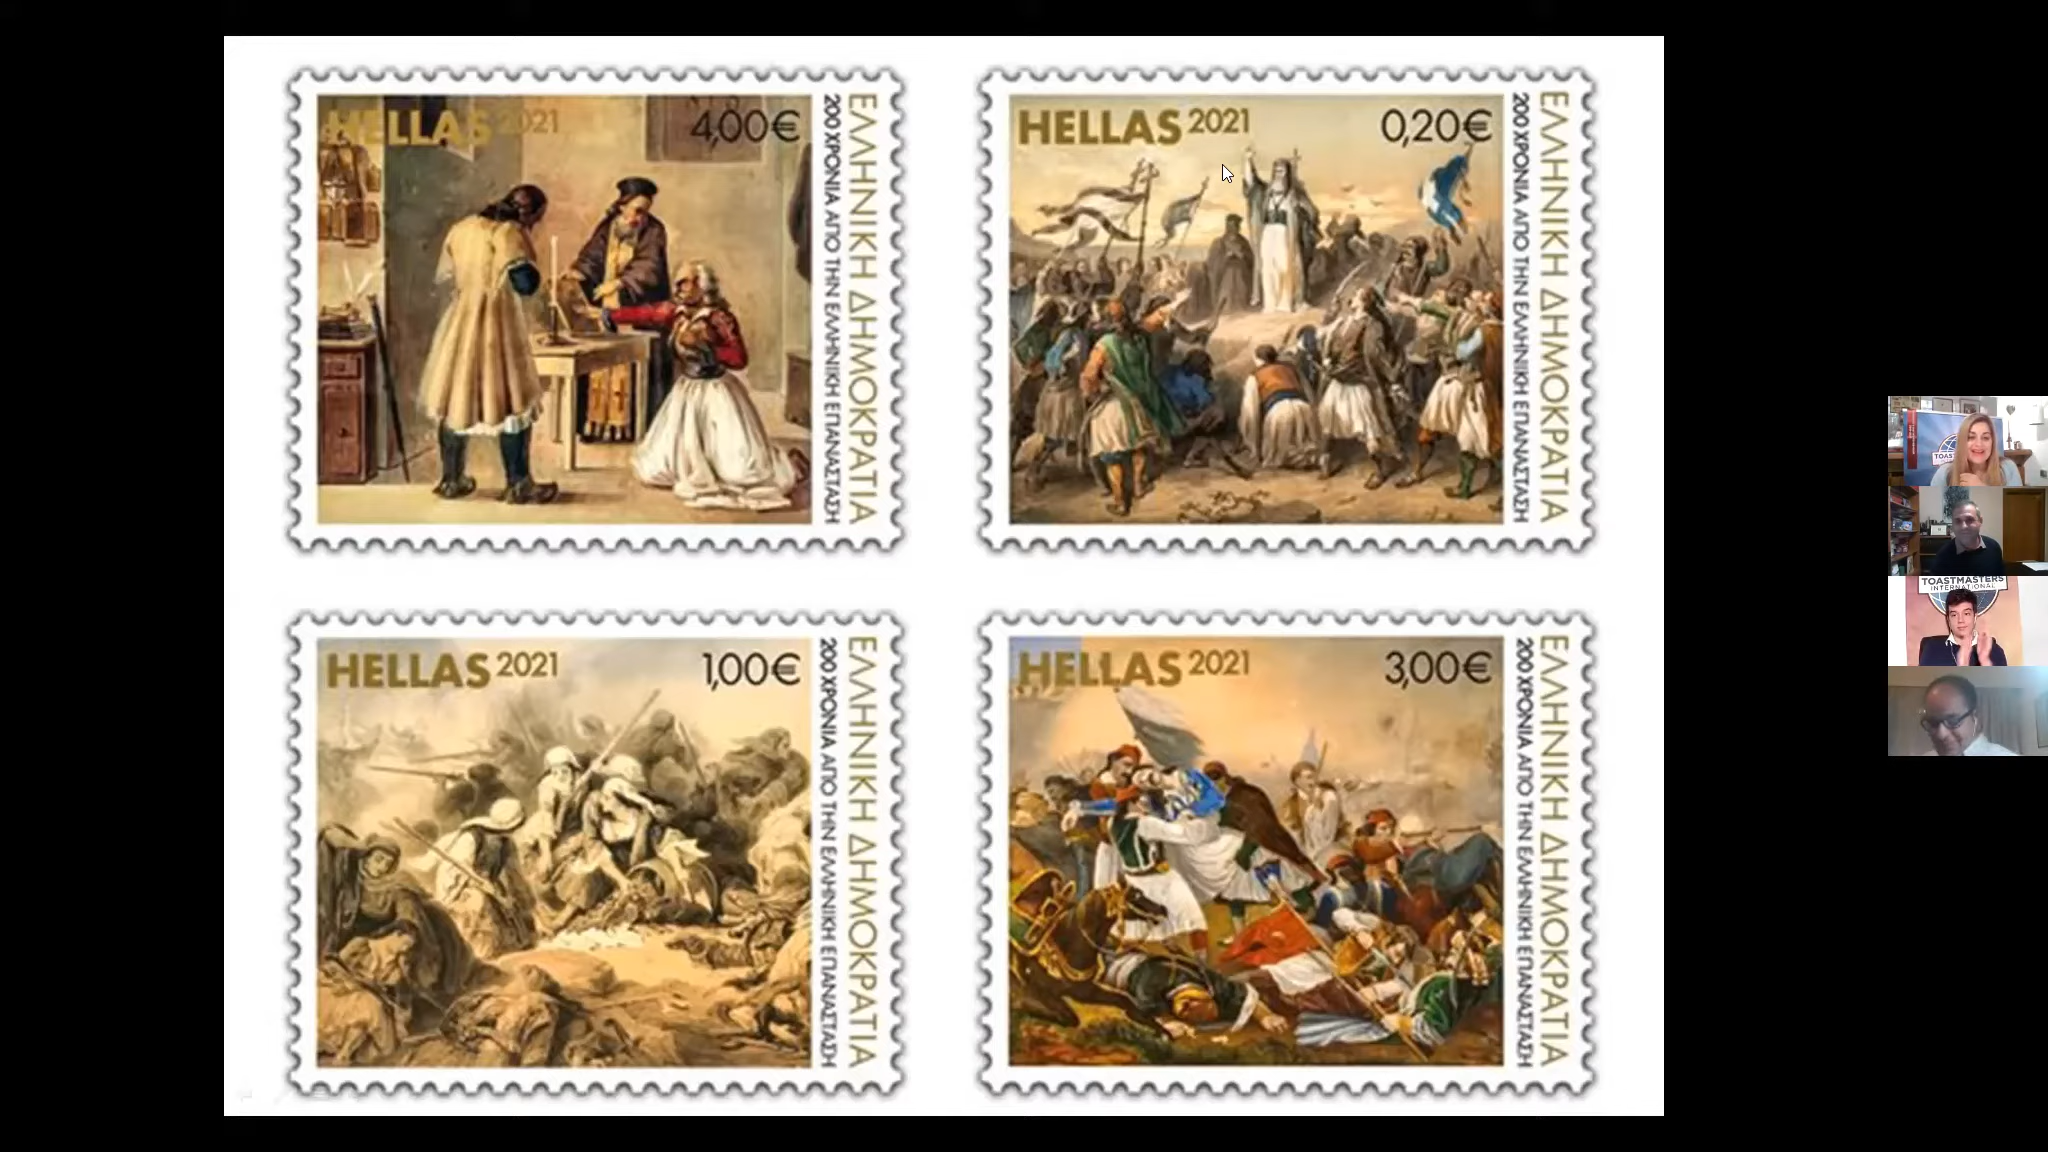 HELLAS 2021
4,00€
200 ΧΡΟΝΙΑ ΑΠΟ ΤΗΝ ΕΛΛΗΝΙΚΗ ΕΠΑΝΑΣΤΑΣΗ
ΕΛΛΗΝΙΚΗ ΔΗΜΟΚΡΑΤΙΑ
HELLAS 2021
0,20€
200 ΧΡΟΝΙΑ ΑΠΟ ΤΗΝ ΕΛΛΗΝΙΚΗ ΕΠΑΝΑΣΤΑΣΗ
ΕΛΛΗΝΙΚΗ ΔΗΜΟΚΡΑΤΙΑ
HELLAS 2021
1,00€
200 ΧΡΟΝΙΑ ΑΠΟ ΤΗΝ ΕΛΛΗΝΙΚΗ ΕΠΑΝΑΣΤΑΣΗ
ΕΛΛΗΝΙΚΗ ΔΗΜΟΚΡΑΤΙΑ
HELLAS 2021
3,00€
200 ΧΡΟΝΙΑ ΑΠΟ ΤΗΝ ΕΛΛΗΝΙΚΗ ΕΠΑΝΑΣΤΑΣΗ
ΕΛΛΗΝΙΚΗ ΔΗΜΟΚΡΑΤΙΑ
TOASTMASTERS
INTERNATIONAL